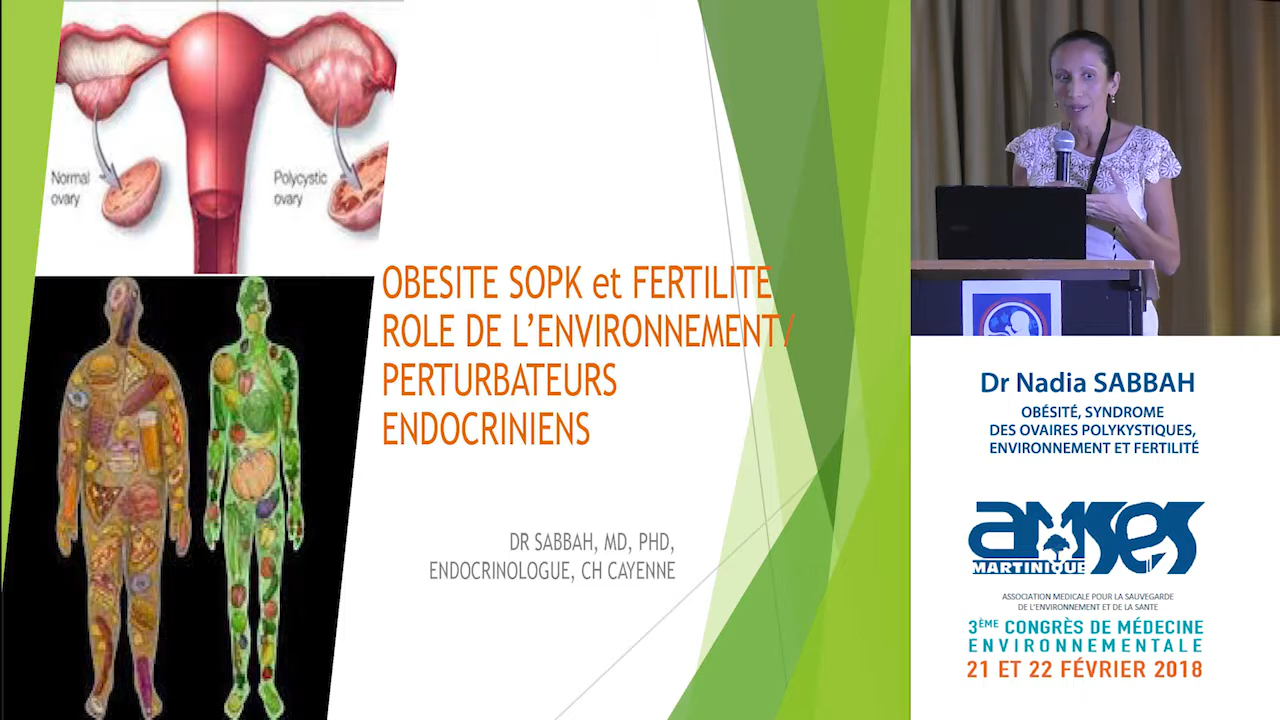 Normal
ovary
Polycystic
ovary
OBESITE SOPK et FERTILITE
ROLE DE L'ENVIRONNEMENT/
PERTURBATEURS
ENDOCRINIENS
DR SABBAH, MD, PHD,
ENDOCRINOLOGUE, CH CAYENNE
Dr Nadia SABBAH
OBÉSITÉ, SYNDROME
DES OVAIRES POLYKYSTIQUES,
ENVIRONNEMENT ET FERTILITÉ
amses
MARTINIQUE
ASSOCIATION MEDICALE POUR LA SAUVEGARDE
DE L'ENVIRONNEMENT ET DE LA SANTE
3ÈME CONGRÈS DE MÉDECINE
ENVIRONNEMENTALE
21 ET 22 FÉVRIER 2018